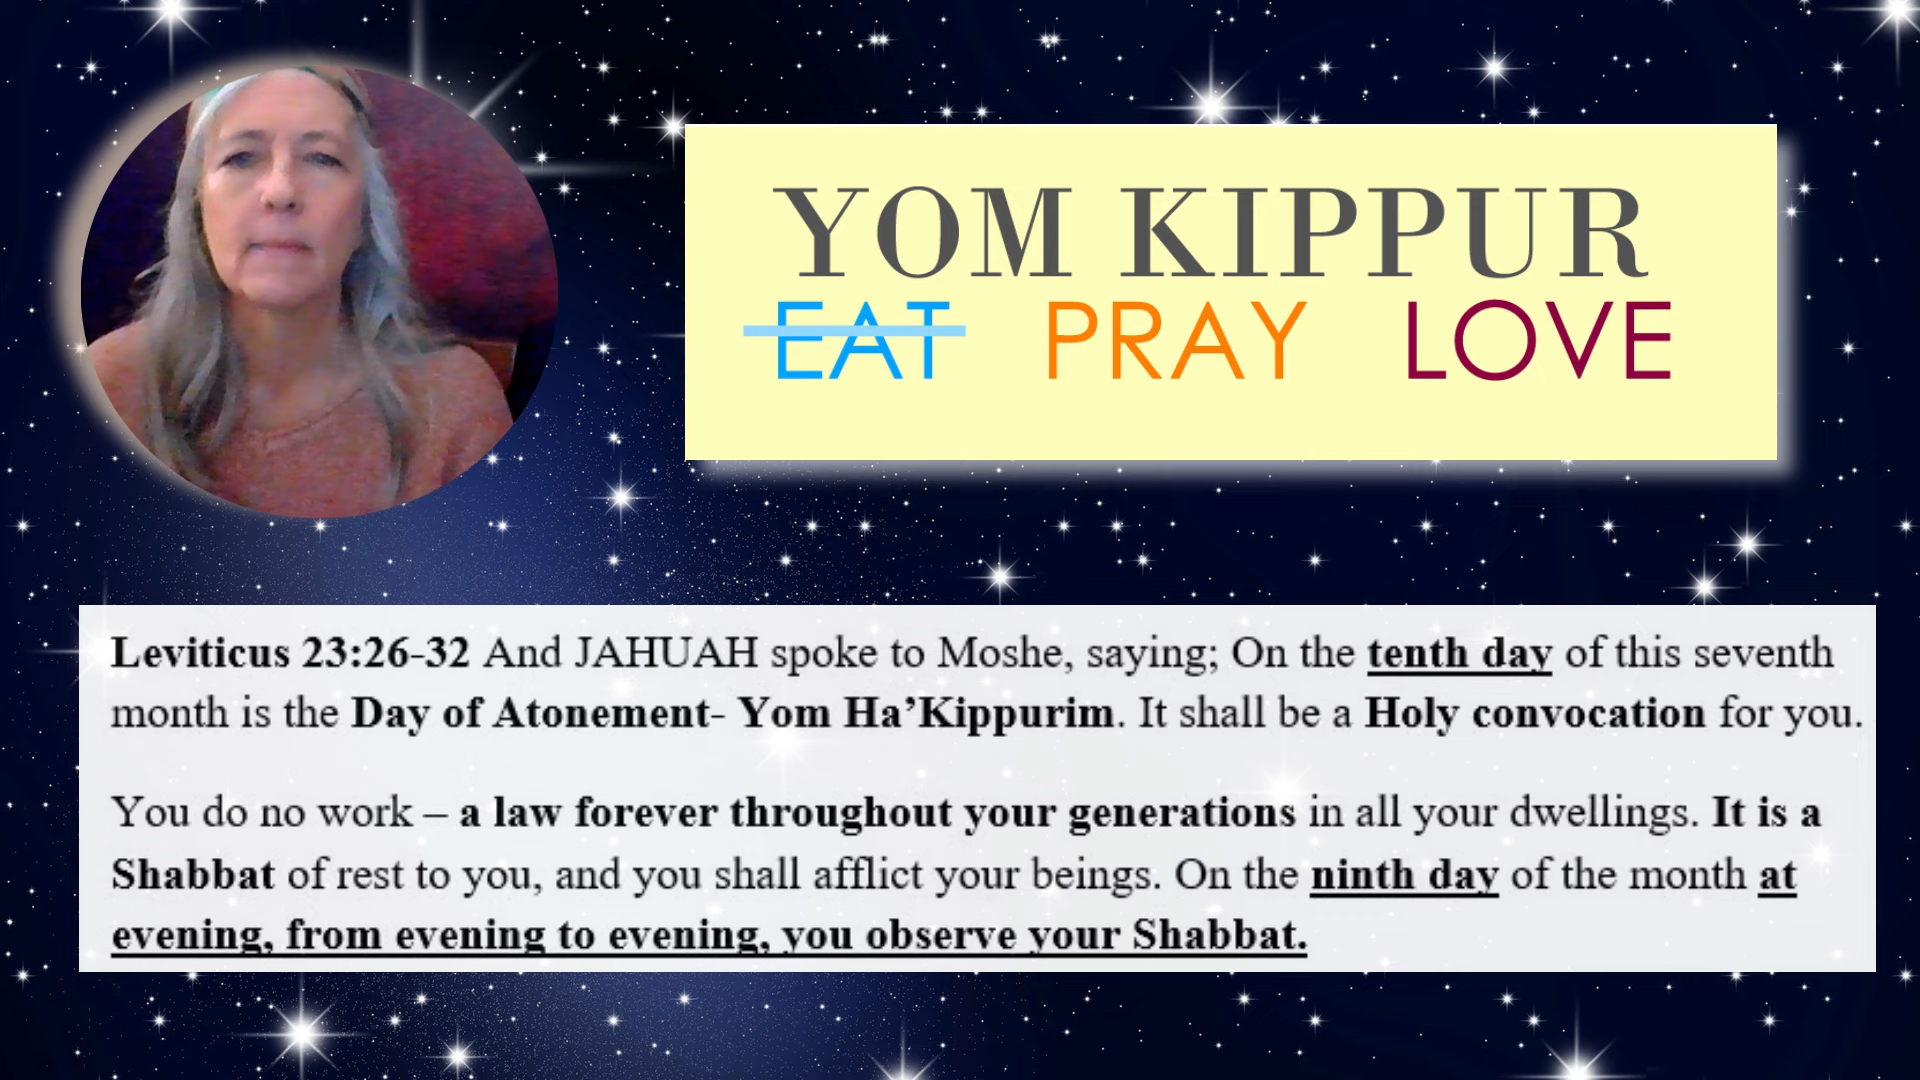 YOM KIPPUR
EAT PRAY LOVE
Leviticus 23:26-32 And JAHUAH spoke to Moshe, saying; On the tenth day of this seventh
month is the Day of Atonement- Yom Ha’Kippurim. It shall be a Holy convocation for you.
You do no work – a law forever throughout your generations in all your dwellings. It is a
Shabbat of rest to you, and you shall afflict your beings. On the ninth day of the month at
evening, from evening to evening, you observe your Shabbat.